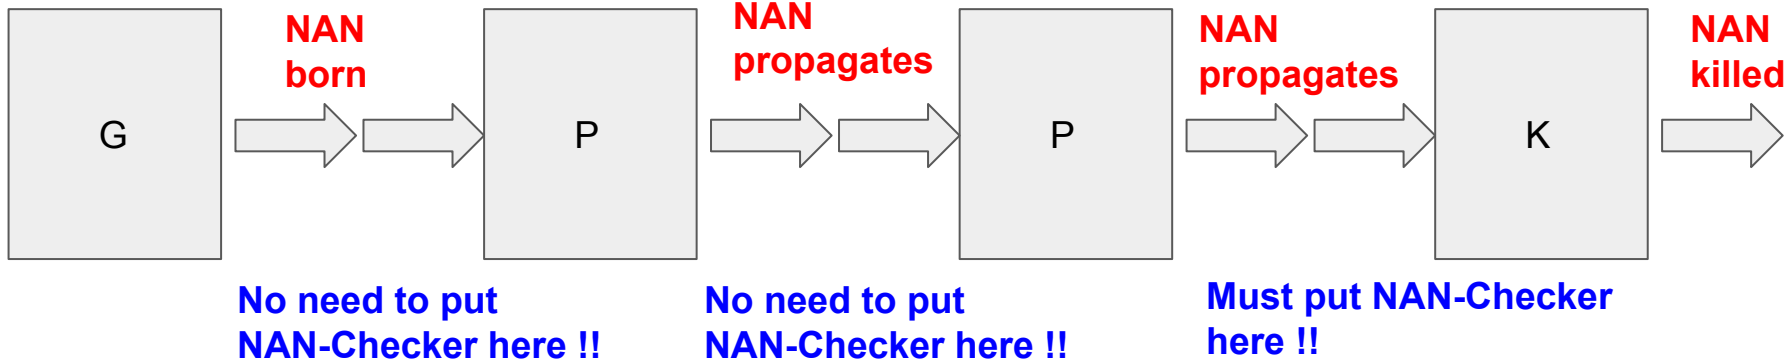 NAN
born
NAN
propagates
NAN
propagates
NAN
killed
G
P
P
K
No need to put
NAN-Checker here !!
No need to put
NAN-Checker here !!
Must put NAN-Checker
here !!